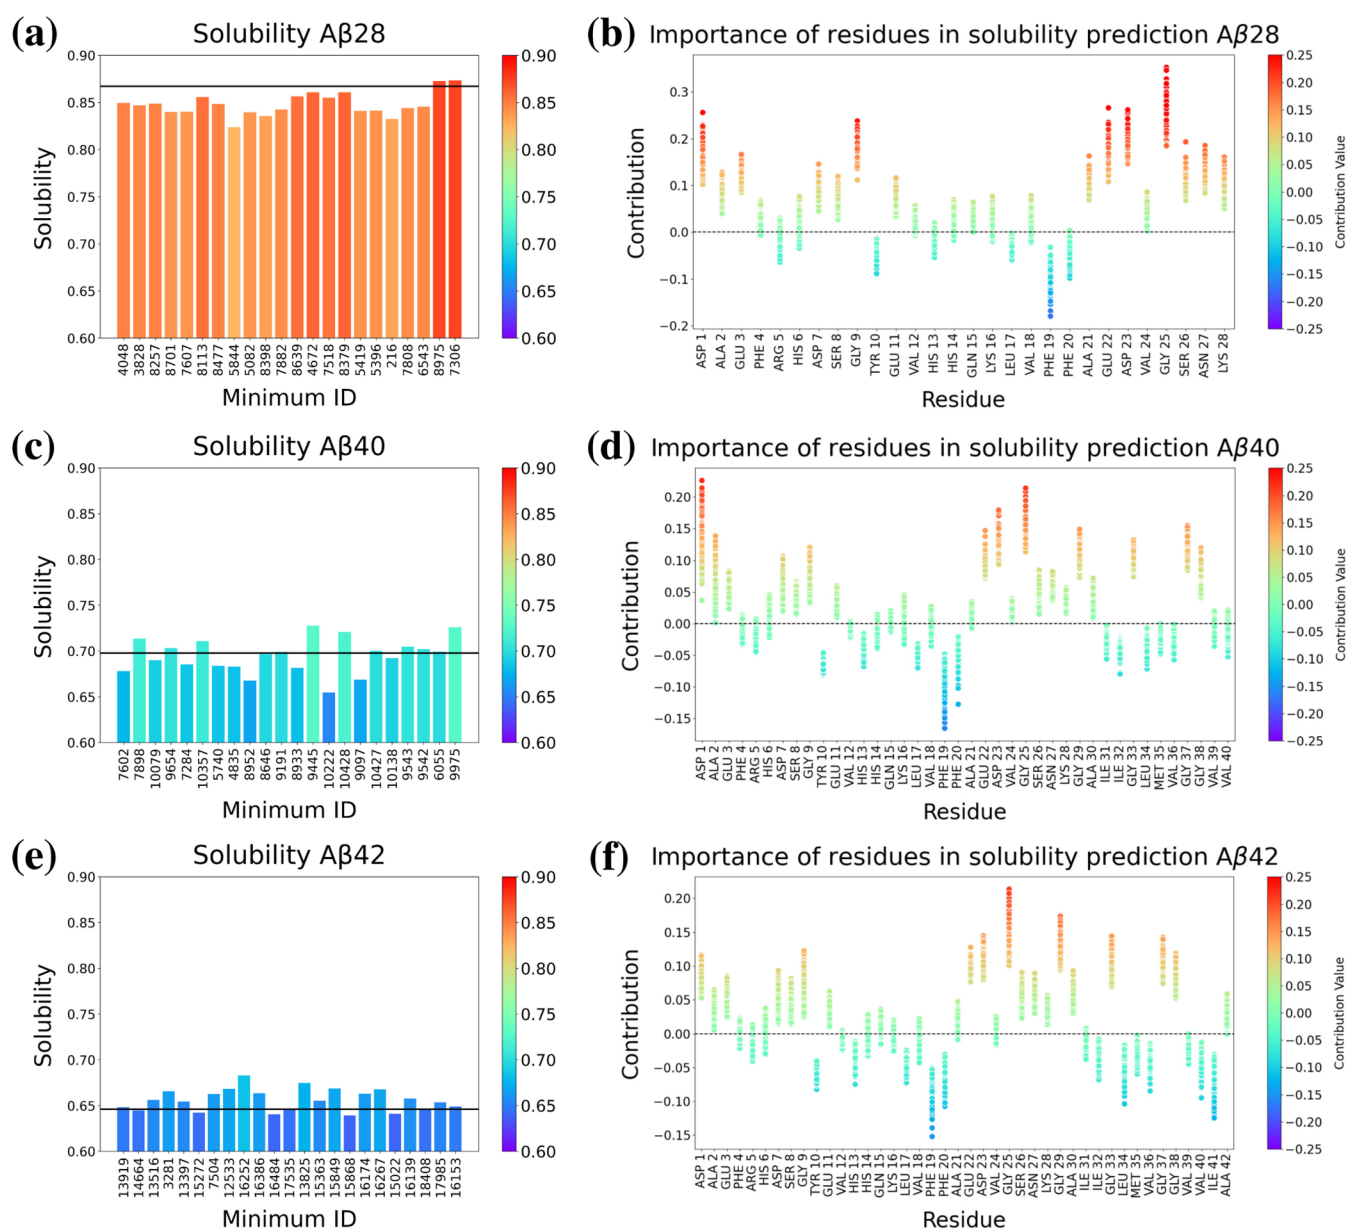 (a)
Solubility Aβ28
0.90
0.85
0.80
0.75
0.70
0.65
0.60
Solubility
4048
3828
8257
8701
7607
8113
8477
5844
5082
8398
7882
8639
4672
7518
8379
5419
5396
216
7808
6543
8975
7306
Minimum ID
0.90
0.85
0.80
0.75
0.70
0.65
0.60
(b)
Importance of residues in solubility prediction Aβ28
0.3
0.2
0.1
0.0
−0.1
−0.2
Contribution
ASP 1
ALA 2
GLU 3
PHE 4
ARG 5
HIS 6
ASP 7
SER 8
GLY 9
TYR 10
GLU 11
VAL 12
HIS 13
HIS 14
GLN 15
LYS 16
LEU 17
VAL 18
PHE 19
PHE 20
ALA 21
GLU 22
ASP 23
VAL 24
GLY 25
SER 26
ASN 27
LYS 28
Residue
0.25
0.20
0.15
0.10
0.05
0.00
−0.05
−0.10
−0.15
−0.20
−0.25
Contribution Value
(c)
Solubility Aβ40
0.90
0.85
0.80
0.75
0.70
0.65
0.60
Solubility
7602
7898
10079
9654
7284
10357
5740
4835
8952
8646
9191
8933
9445
10222
10428
9097
10427
10138
9543
9542
6055
9975
Minimum ID
0.90
0.85
0.80
0.75
0.70
0.65
0.60
(d)
Importance of residues in solubility prediction Aβ40
0.20
0.15
0.10
0.05
0.00
−0.05
−0.10
−0.15
Contribution
ASP 1
ALA 2
GLU 3
PHE 4
ARG 5
HIS 6
ASP 7
SER 8
GLY 9
TYR 10
GLU 11
VAL 12
HIS 13
HIS 14
GLN 15
LYS 16
LEU 17
VAL 18
PHE 19
PHE 20
ALA 21
GLU 22
ASP 23
VAL 24
GLY 25
SER 26
ASN 27
LYS 28
GLY 29
ALA 30
ILE 31
ILE 32
GLY 33
LEU 34
MET 35
VAL 36
GLY 37
GLY 38
VAL 39
VAL 40
Residue
0.25
0.20
0.15
0.10
0.05
0.00
−0.05
−0.10
−0.15
−0.20
−0.25
Contribution Value
(e)
Solubility Aβ42
0.90
0.85
0.80
0.75
0.70
0.65
0.60
Solubility
13919
14664
13516
3281
13397
15272
7504
12533
16252
16386
16484
17535
13825
15363
15849
15868
16174
16267
15022
16139
18408
17985
16153
Minimum ID
0.90
0.85
0.80
0.75
0.70
0.65
0.60
(f)
Importance of residues in solubility prediction Aβ42
0.20
0.15
0.10
0.05
0.00
−0.05
−0.10
−0.15
Contribution
ASP 1
ALA 2
GLU 3
PHE 4
ARG 5
HIS 6
ASP 7
SER 8
GLY 9
TYR 10
GLU 11
VAL 12
HIS 13
HIS 14
GLN 15
LYS 16
LEU 17
VAL 18
PHE 19
PHE 20
ALA 21
GLU 22
ASP 23
VAL 24
GLY 25
SER 26
ASN 27
LYS 28
GLY 29
ALA 30
ILE 31
ILE 32
GLY 33
LEU 34
MET 35
VAL 36
GLY 37
GLY 38
VAL 39
VAL 40
ILE 41
ALA 42
Residue
0.25
0.20
0.15
0.10
0.05
0.00
−0.05
−0.10
−0.15
−0.20
−0.25
Contribution Value